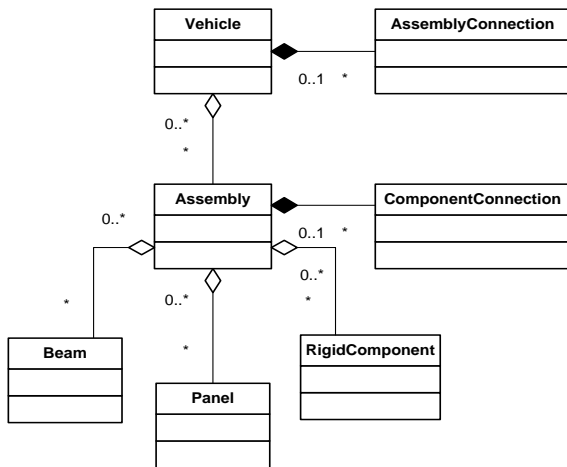 Vehicle
AssemblyConnection
0..1 *
0..*
*
Assembly
ComponentConnection
0..*
0..1 *
0..*
0..*
*
*
*
Beam
RigidComponent
Panel